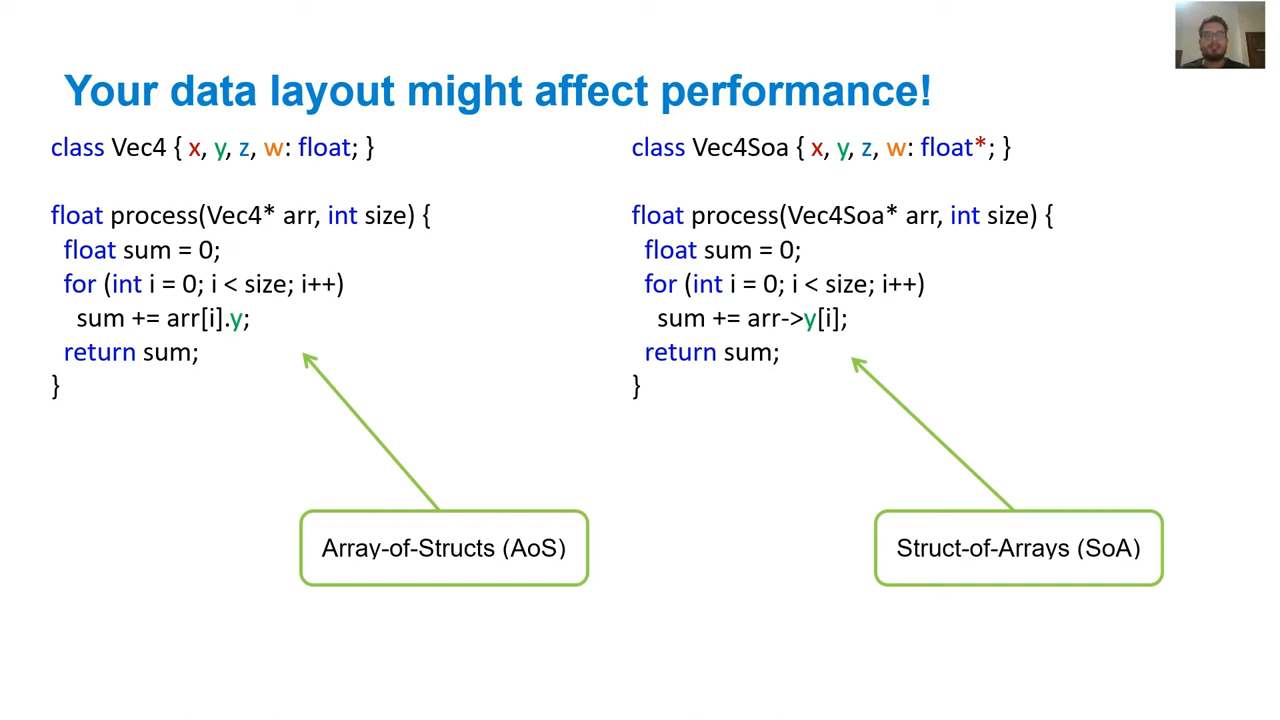 Your data layout might affect performance!
class Vec4 { x, y, z, w: float; }
float process(Vec4* arr, int size) {
float sum = 0;
for (int i = 0; i < size; i++)
sum += arr[i].y;
return sum;
}
Array-of-Structs (AoS)
class Vec4Soa { x, y, z, w: float*; }
float process(Vec4Soa* arr, int size) {
float sum = 0;
for (int i = 0; i < size; i++)
sum += arr->y[i];
return sum;
}
Struct-of-Arrays (SoA)